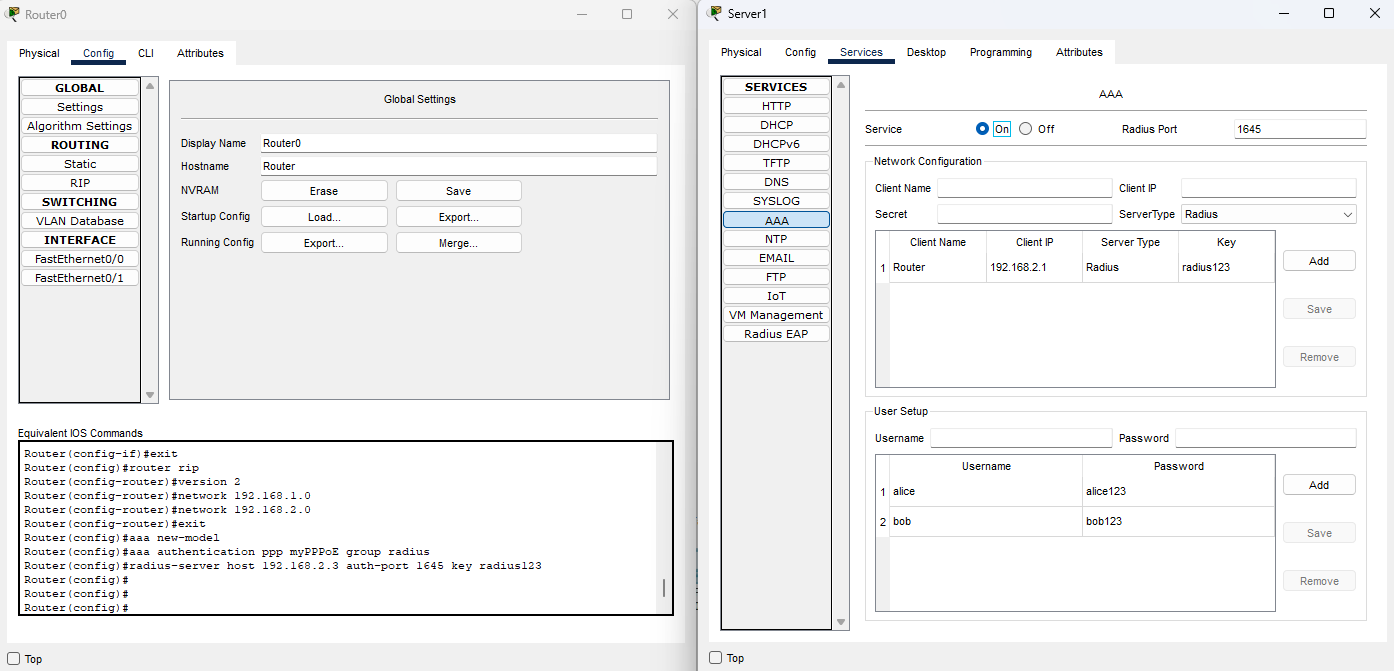 Router0
Physical Config CLI Attributes
GLOBAL
Settings
Algorithm Settings
ROUTING
Static
RIP
SWITCHING
VLAN Database
INTERFACE
FastEthernet0/0
FastEthernet0/1
Global Settings
Display Name Router0
Hostname Router
NVRAM Erase Save
Startup Config Load... Export...
Running Config Export... Merge...
Equivalent IOS Commands
Router(config-if)#exit
Router(config)#router rip
Router(config-router)#version 2
Router(config-router)#network 192.168.1.0
Router(config-router)#network 192.168.2.0
Router(config-router)#exit
Router(config)#aaa new-model
Router(config)#aaa authentication ppp myPPPoE group radius
Router(config)#radius-server host 192.168.2.3 auth-port 1645 key radius123
Router(config)#
Router(config)#
Router(config)#
Top
Server1
Physical Config Services Desktop Programming Attributes
SERVICES
HTTP
DHCP
DHCPv6
TFTP
DNS
SYSLOG
AAA
NTP
EMAIL
FTP
IoT
VM Management
Radius EAP
AAA
Service On Off Radius Port 1645
Network Configuration
Client Name Client IP
Secret ServerType Radius
Client Name Client IP Server Type Key
1 Router 192.168.2.1 Radius radius123
Add
Save
Remove
User Setup
Username Password
Username Password
1 alice alice123
2 bob bob123
Add
Save
Remove
Top